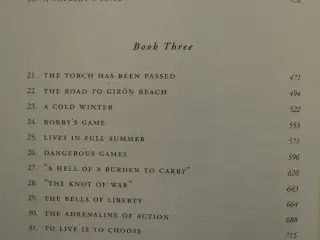 Book Three
21. THE TORCH HAS BEEN PASSED 471
22. THE ROAD TO GIRÓN BEACH 494
23. A COLD WINTER 522
24. BOBBY'S GAME 553
25. LIVES IN FULL SUMMER 571
26. DANGEROUS GAMES 596
27. "A HELL OF A BURDEN TO CARRY" 620
28. "THE KNOT OF WAR" 643
29. THE BELLS OF LIBERTY 664
30. THE ADRENALINE OF ACTION 688
31. TO LIVE IS TO CHOOSE 715